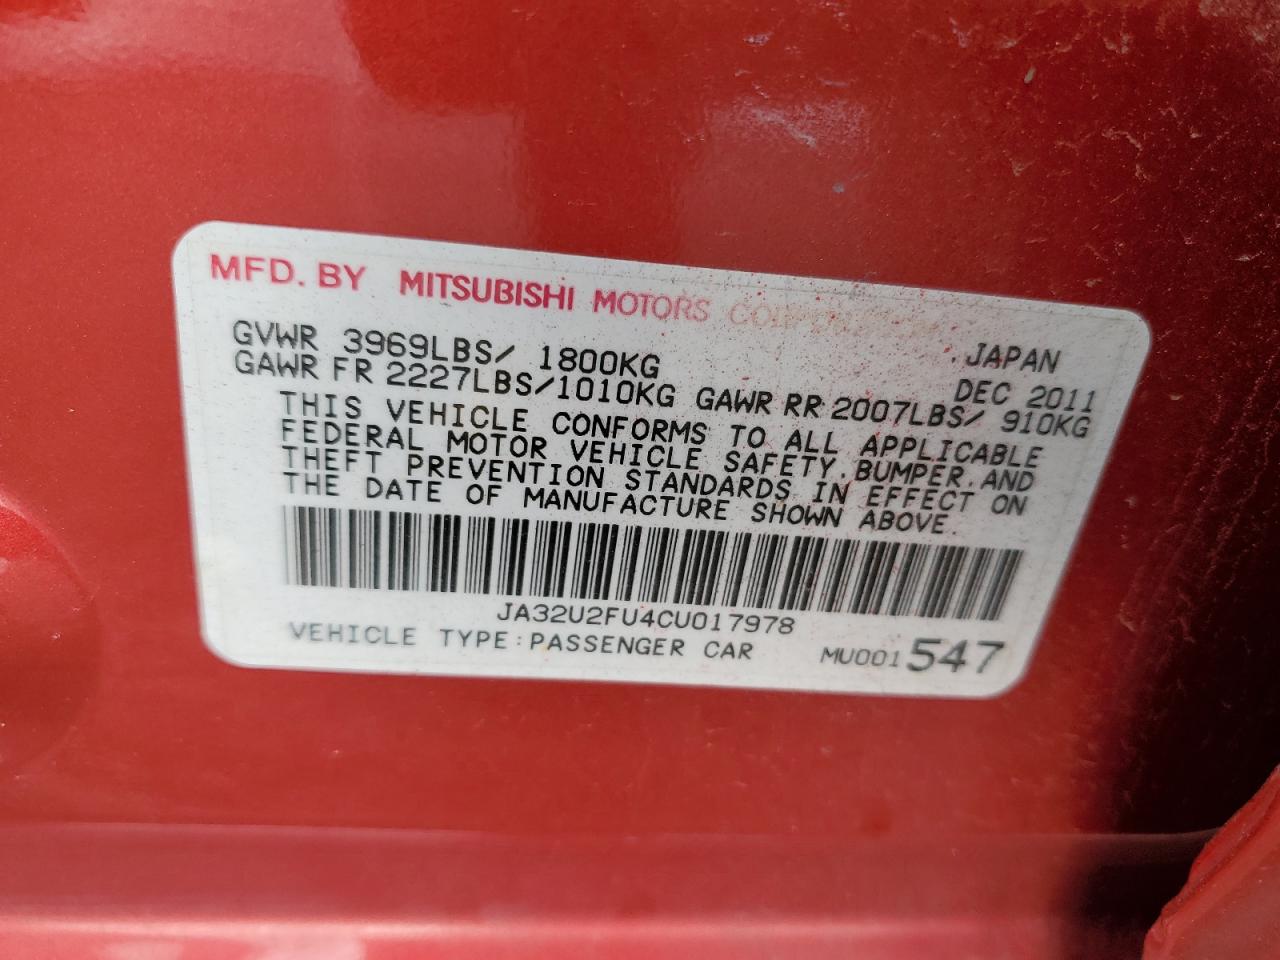 MFD. BY MITSUBISHI MOTORS CORPORATION
GVWR 3969LBS/ 1800KG JAPAN
DEC 2011
GAWR FR 2227LBS/1010KG GAWR RR 2007LBS/ 910KG
THIS VEHICLE CONFORMS TO ALL APPLICABLE
FEDERAL MOTOR VEHICLE SAFETY,BUMPER,AND
THEFT PREVENTION STANDARDS IN EFFECT ON
THE DATE OF MANUFACTURE SHOWN ABOVE.
JA32U2FU4CU017978
VEHICLE TYPE:PASSENGER CAR MU001547